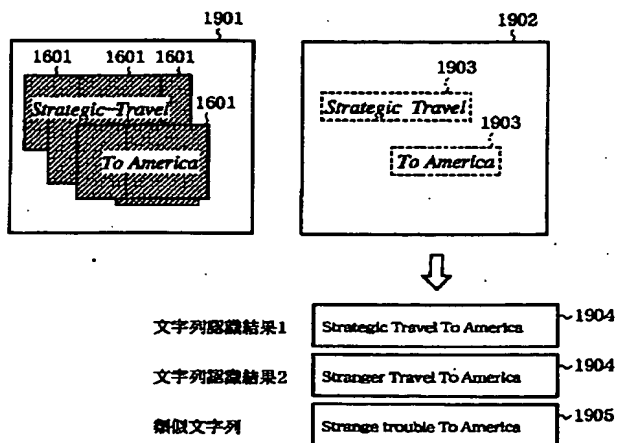 1901
1902
1601 1601 1601
1903
Strategic Travel
Strategic Travel
1601
1903
To America
To America
文字列認識結果1 Strategic Travel To America 1904
文字列認識結果2 Stranger Travel To America 1904
類似文字列 Strange trouble To America 1905